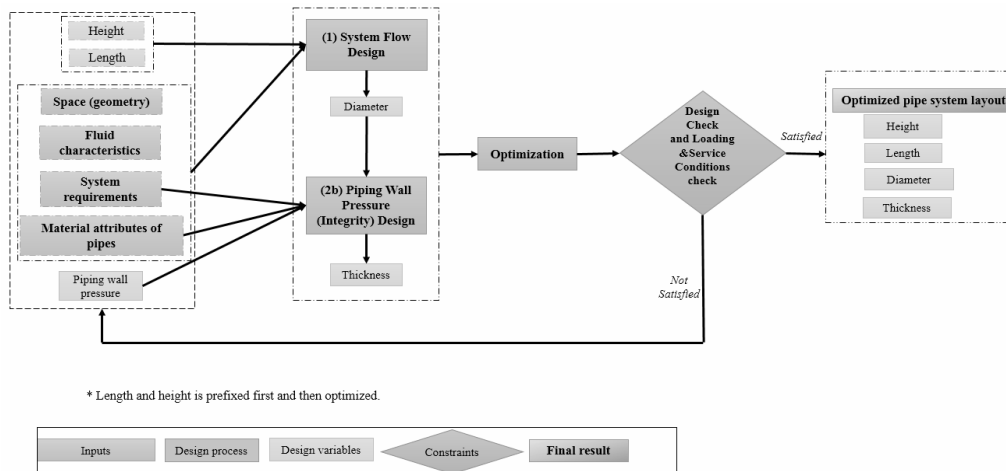 Height
Length
Space (geometry)
Fluid
characteristics
System
requirements
Material attributes of
pipes
Piping wall
pressure
(1) System Flow
Design
Diameter
(2b) Piping Wall
Pressure
(Integrity) Design
Thickness
Optimization
Design
Check
and Loading
&Service
Conditions
check
Satisfied
Not
Satisfied
Optimized pipe system layout
Height
Length
Diameter
Thickness
* Length and height is prefixed first and then optimized.
Inputs
Design process
Design variables
Constraints
Final result